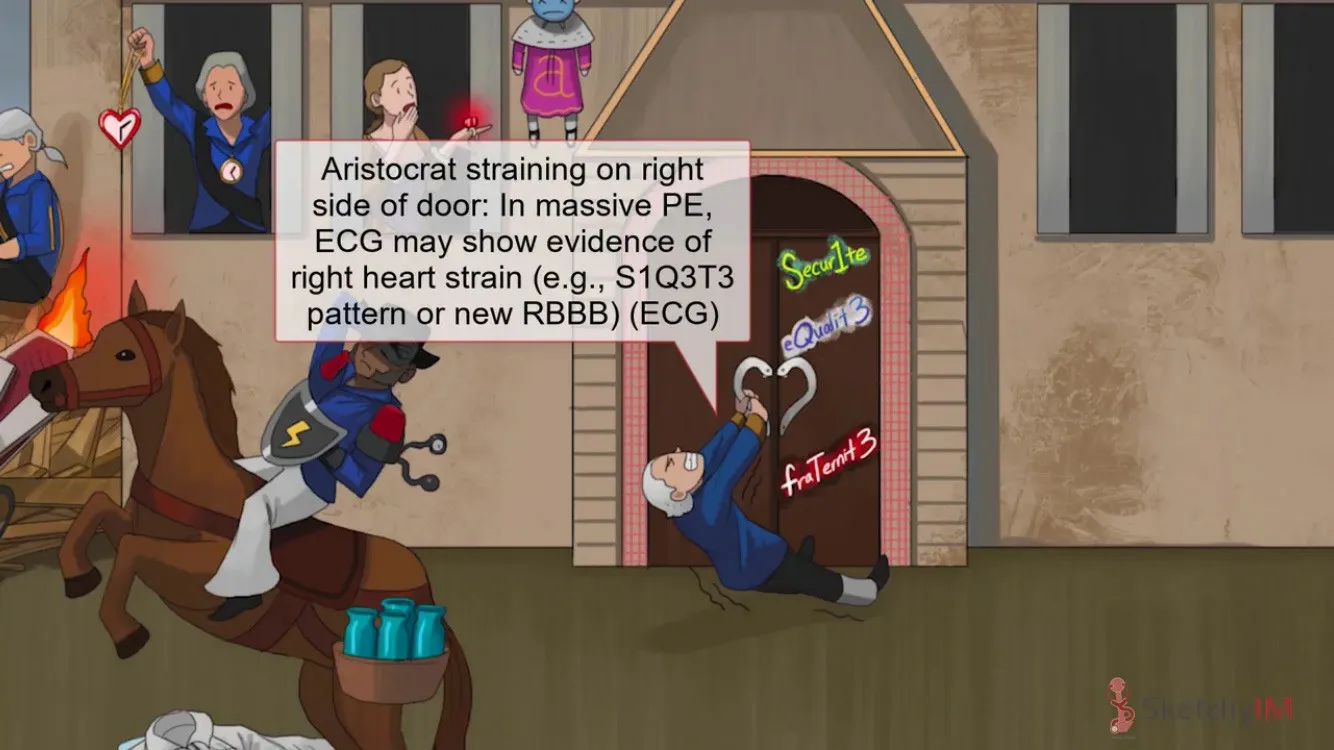 a
Aristocrat straining on right
side of door: In massive PE,
ECG may show evidence of
right heart strain (e.g., S1Q3T3
pattern or new RBBB) (ECG)
Secur1te
eQualit3
fraTernit3
SketchyIM